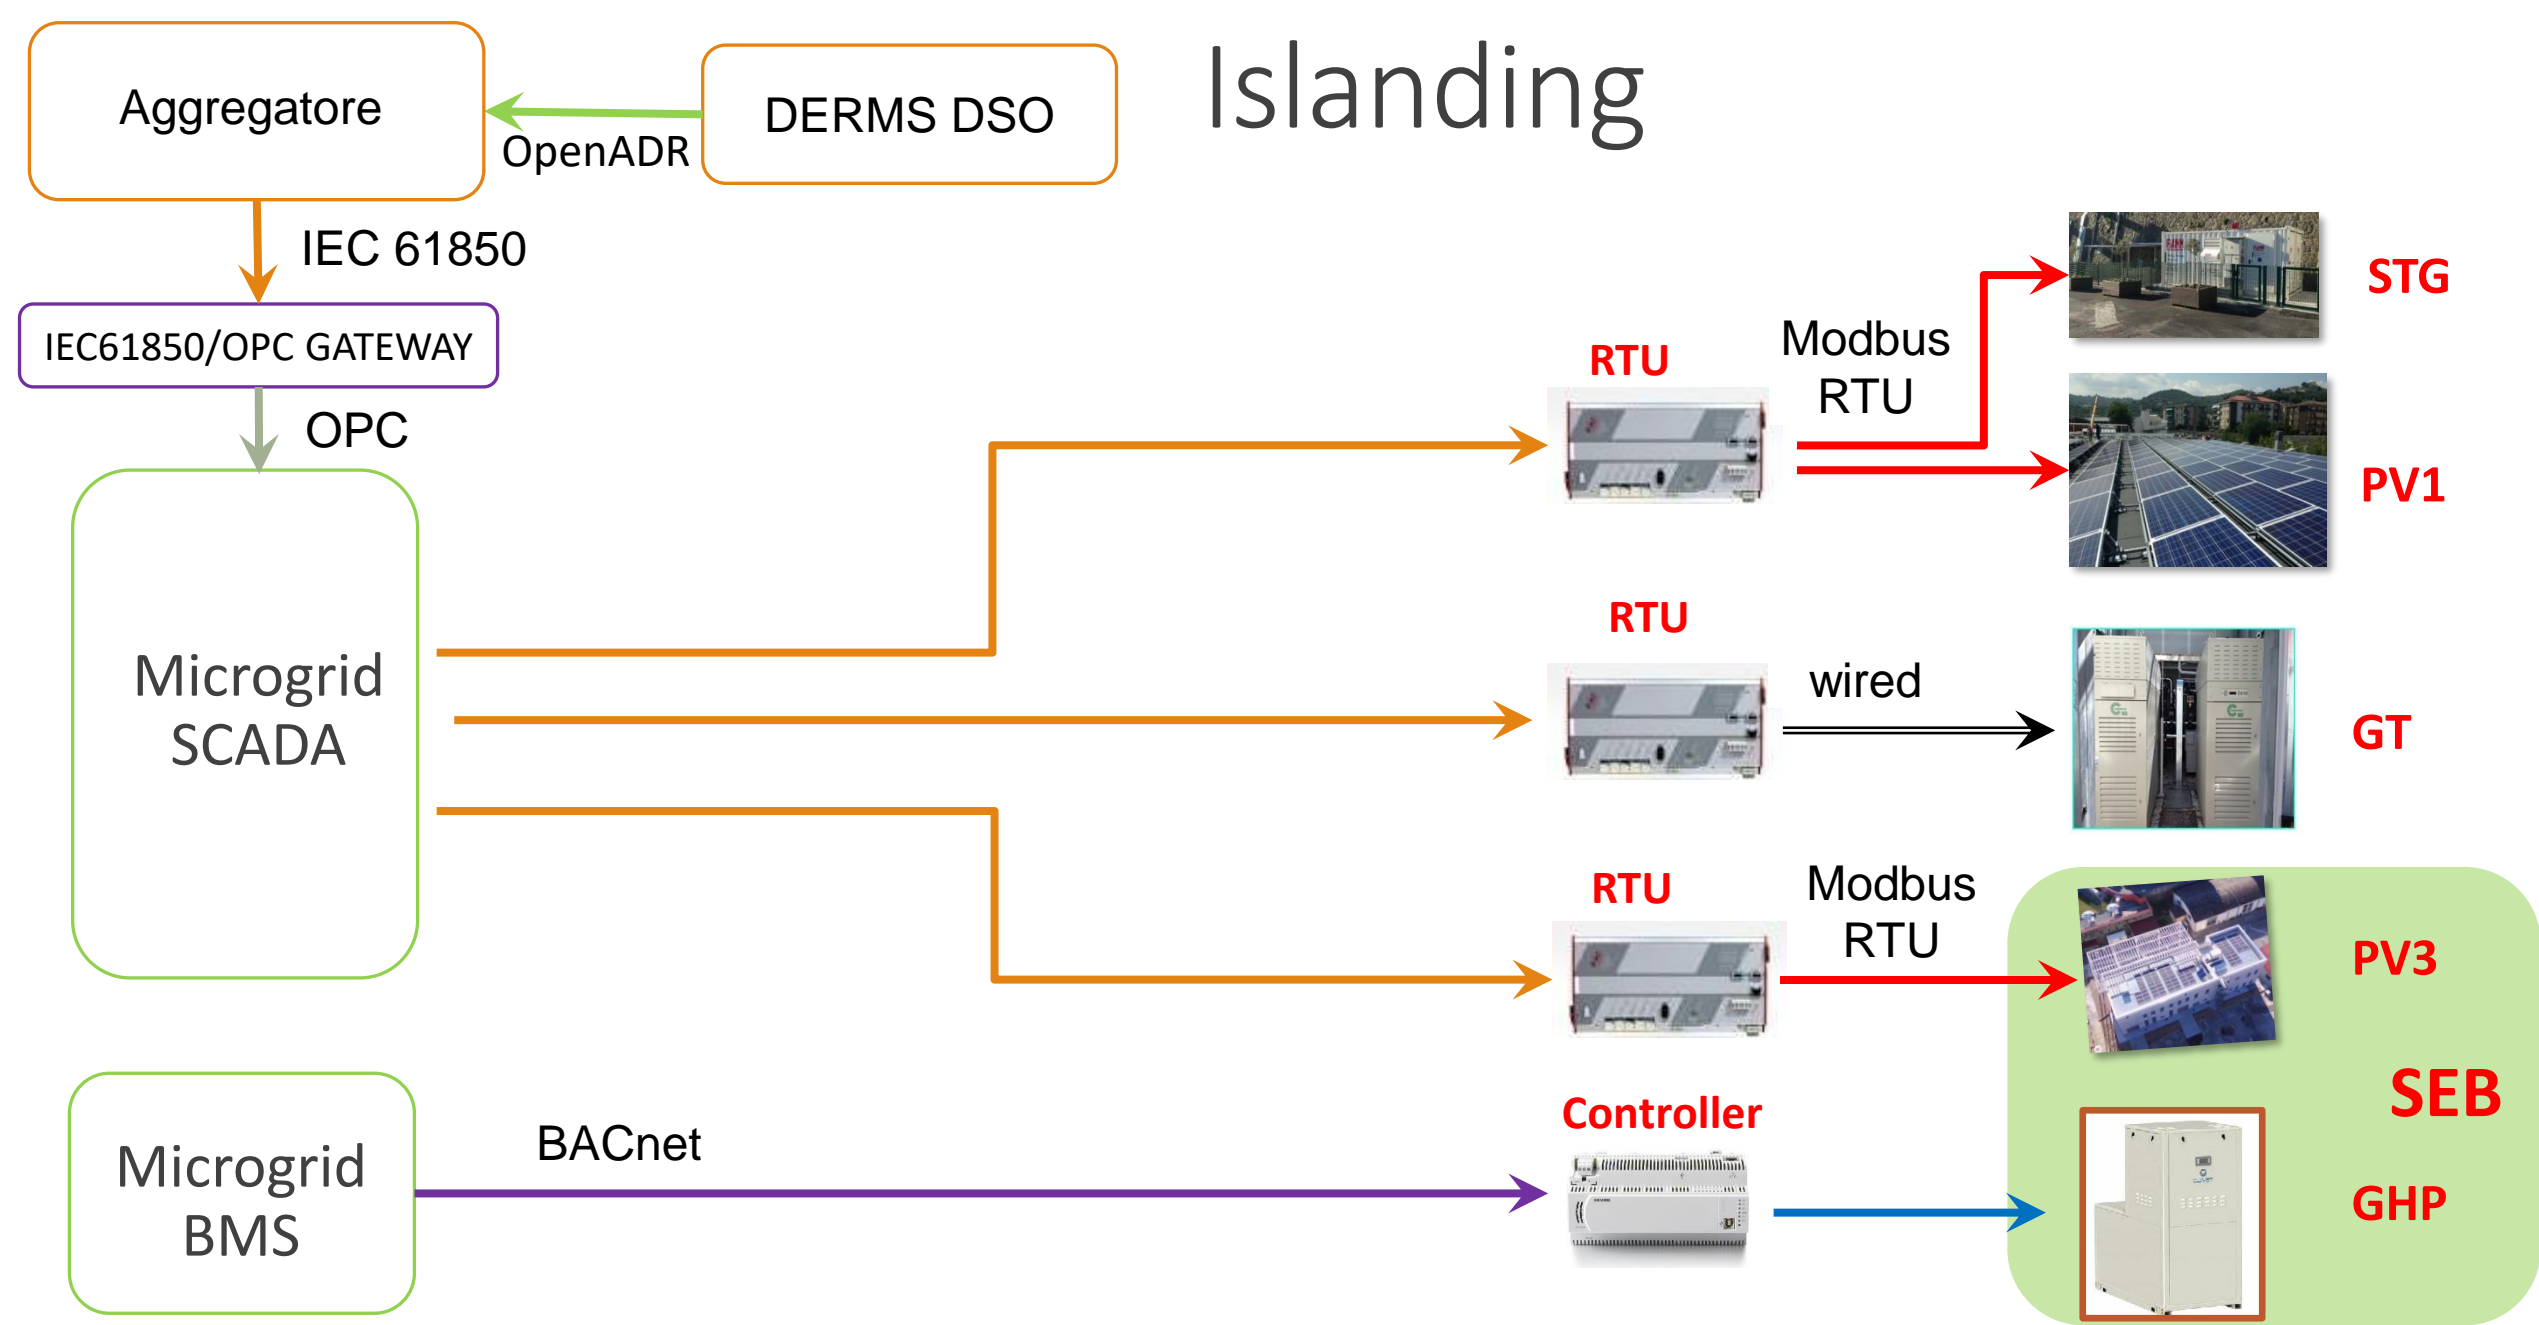 Islanding
Aggregatore
DERMS DSO
OpenADR
IEC 61850
IEC61850/OPC GATEWAY
OPC
Microgrid
SCADA
RTU
Modbus
RTU
STG
PV1
RTU
wired
GT
RTU
Modbus
RTU
PV3
SEB
Microgrid
BMS
BACnet
Controller
GHP